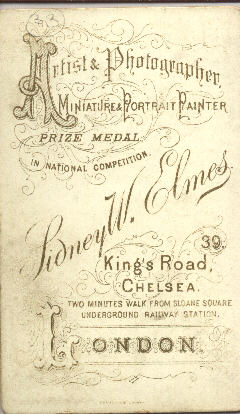 Artist & Photographer,
MINIATURE & PORTRAIT PAINTER
PRIZE MEDAL
IN NATIONAL COMPETITION.
Sidney W. Elmes.
39.
King's Road,
CHELSEA.
TWO MINUTES WALK FROM SLOANE SQUARE
UNDERGROUND RAILWAY STATION.
LONDON.